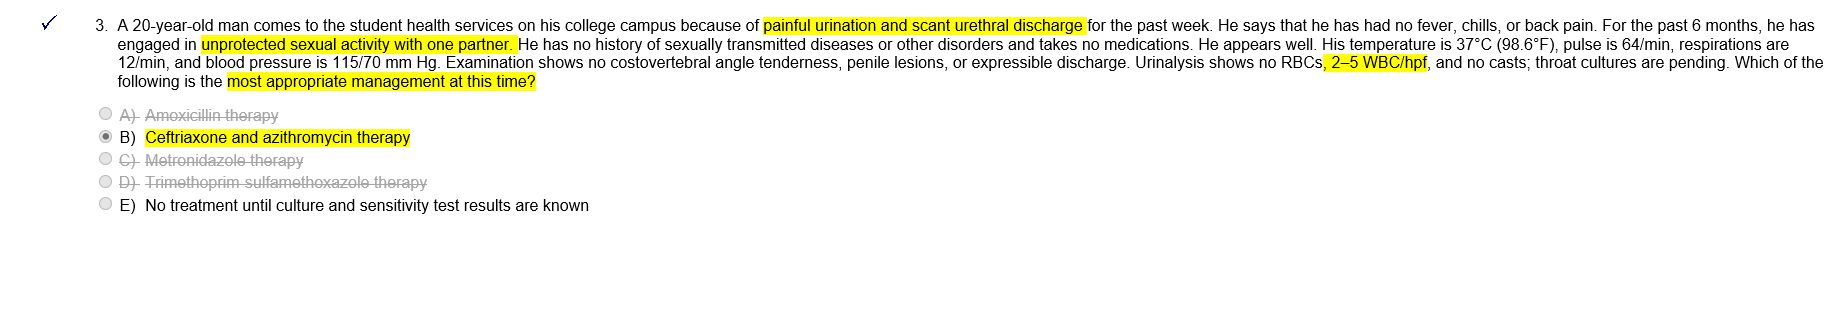 3. A 20-year-old man comes to the student health services on his college campus because of painful urination and scant urethral discharge for the past week. He says that he has had no fever, chills, or back pain. For the past 6 months, he has
engaged in unprotected sexual activity with one partner. He has no history of sexually transmitted diseases or other disorders and takes no medications. He appears well. His temperature is 37°C (98.6°F), pulse is 64/min, respirations are
12/min, and blood pressure is 115/70 mm Hg. Examination shows no costovertebral angle tenderness, penile lesions, or expressible discharge. Urinalysis shows no RBCs, 2–5 WBC/hpf, and no casts; throat cultures are pending. Which of the
following is the most appropriate management at this time?
A) Amoxicillin therapy
B) Ceftriaxone and azithromycin therapy
C) Metronidazole therapy
D) Trimethoprim-sulfamethoxazole therapy
E) No treatment until culture and sensitivity test results are known